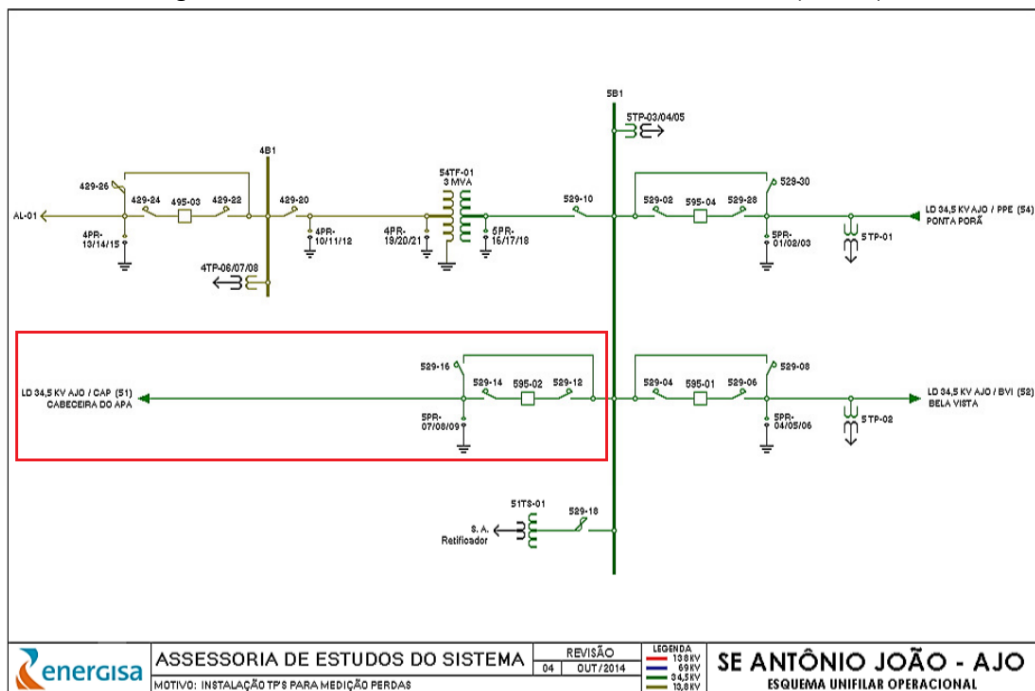 5B1
5TP-03/04/05
4B1
54TF-01
3 MVA
429-26
429-24
495-03
429-22
429-20
529-10
529-02
595-04
529-28
529-30
AL-01
LD 34,5 KV AJO / PPE (54)
PONTA PORÃ
4PR-
13/14/15
4PR-
10/11/12
4PR-
19/20/21
5PR-
16/17/18
5PR-
01/02/03
5TP-01
4TP-06/07/08
529-16
529-14
595-02
529-12
529-04
595-01
529-06
529-08
LD 34,5 KV AJO / CAP (51)
CABECEIRA DO APA
LD 34,5 KV AJO / BVI (52)
BELA VISTA
5PR-
07/08/09
5PR-
04/05/06
5TP-02
51TS-01
529-18
S. A.
Retificador
energisa
ASSESSORIA DE ESTUDOS DO SISTEMA
MOTIVO: INSTALAÇÃO TP'S PARA MEDIÇÃO PERDAS
REVISÃO
04 OUT/2014
LEGENDA
138KV
69KV
34,5KV
13,8KV
SE ANTÔNIO JOÃO - AJO
ESQUEMA UNIFILAR OPERACIONAL